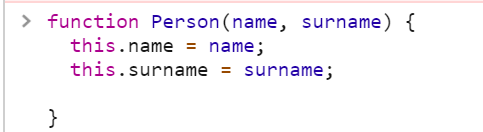 > function Person(name, surname) {
    this.name = name;
    this.surname = surname;

  }